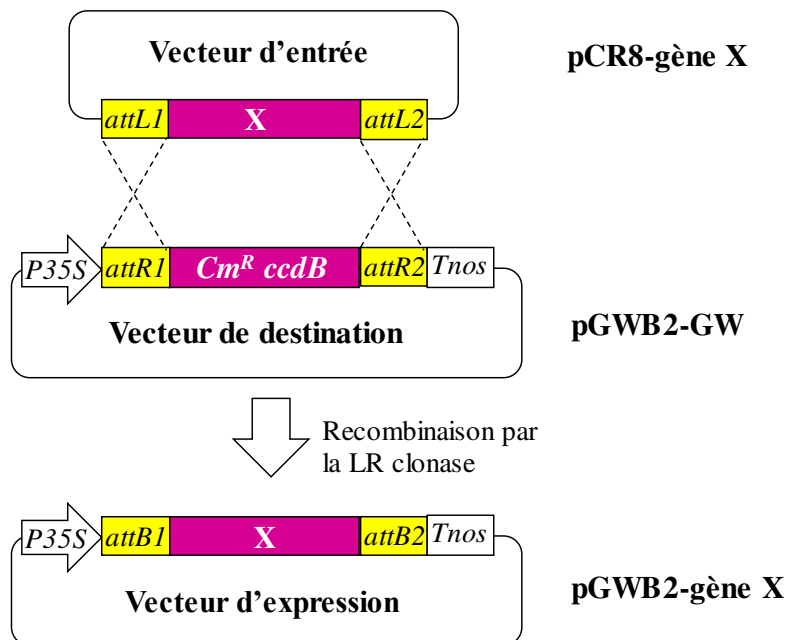 Vecteur d'entrée
pCR8-gène X
attL1 X attL2
P35S attR1 Cm^R ccdB attR2 Tnos
Vecteur de destination
pGWB2-GW
Recombinaison par
la LR clonase
P35S attB1 X attB2 Tnos
Vecteur d'expression
pGWB2-gène X